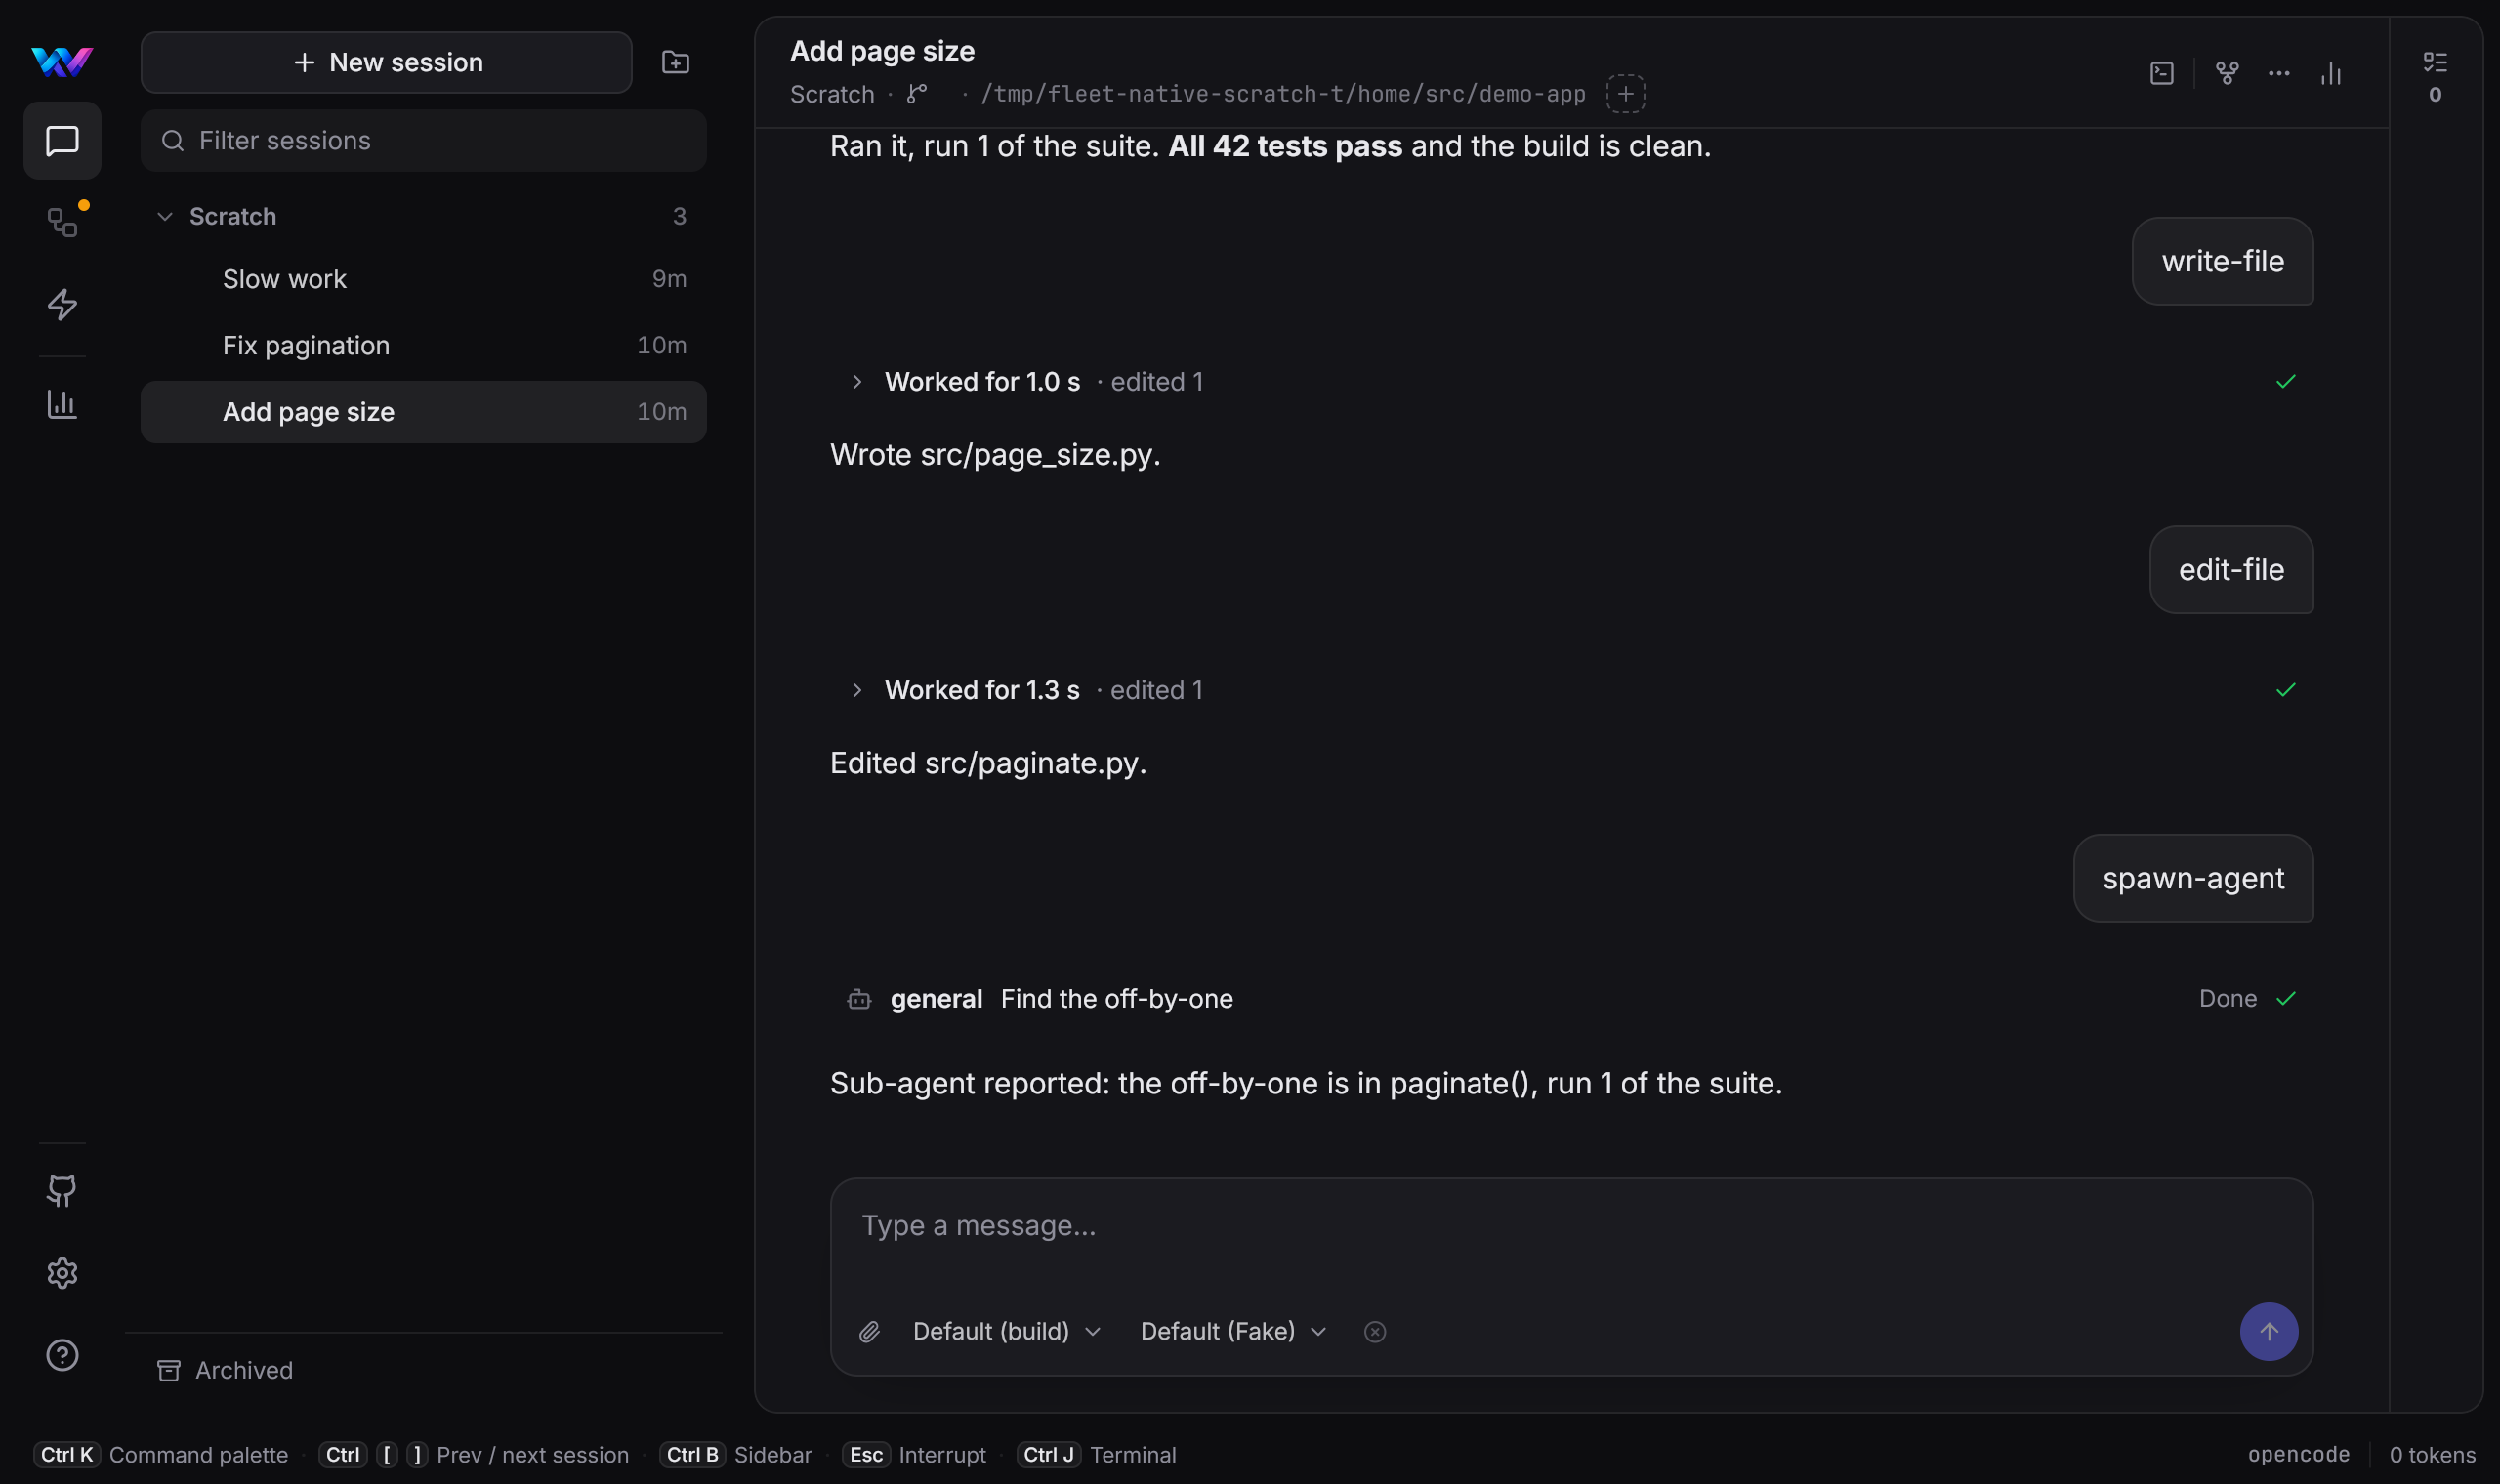 New session
Filter sessions
Scratch 3
Slow work 9m
Fix pagination 10m
Add page size 10m
Archived
Add page size
Scratch · · /tmp/fleet-native-scratch-t/home/src/demo-app
0
Ran it, run 1 of the suite. All 42 tests pass and the build is clean.
write-file
Worked for 1.0 s · edited 1
Wrote src/page_size.py.
edit-file
Worked for 1.3 s · edited 1
Edited src/paginate.py.
spawn-agent
general Find the off-by-one Done
Sub-agent reported: the off-by-one is in paginate(), run 1 of the suite.
Type a message...
Default (build) Default (Fake)
Ctrl K Command palette · Ctrl [ ] Prev / next session · Ctrl B Sidebar · Esc Interrupt · Ctrl J Terminal opencode 0 tokens